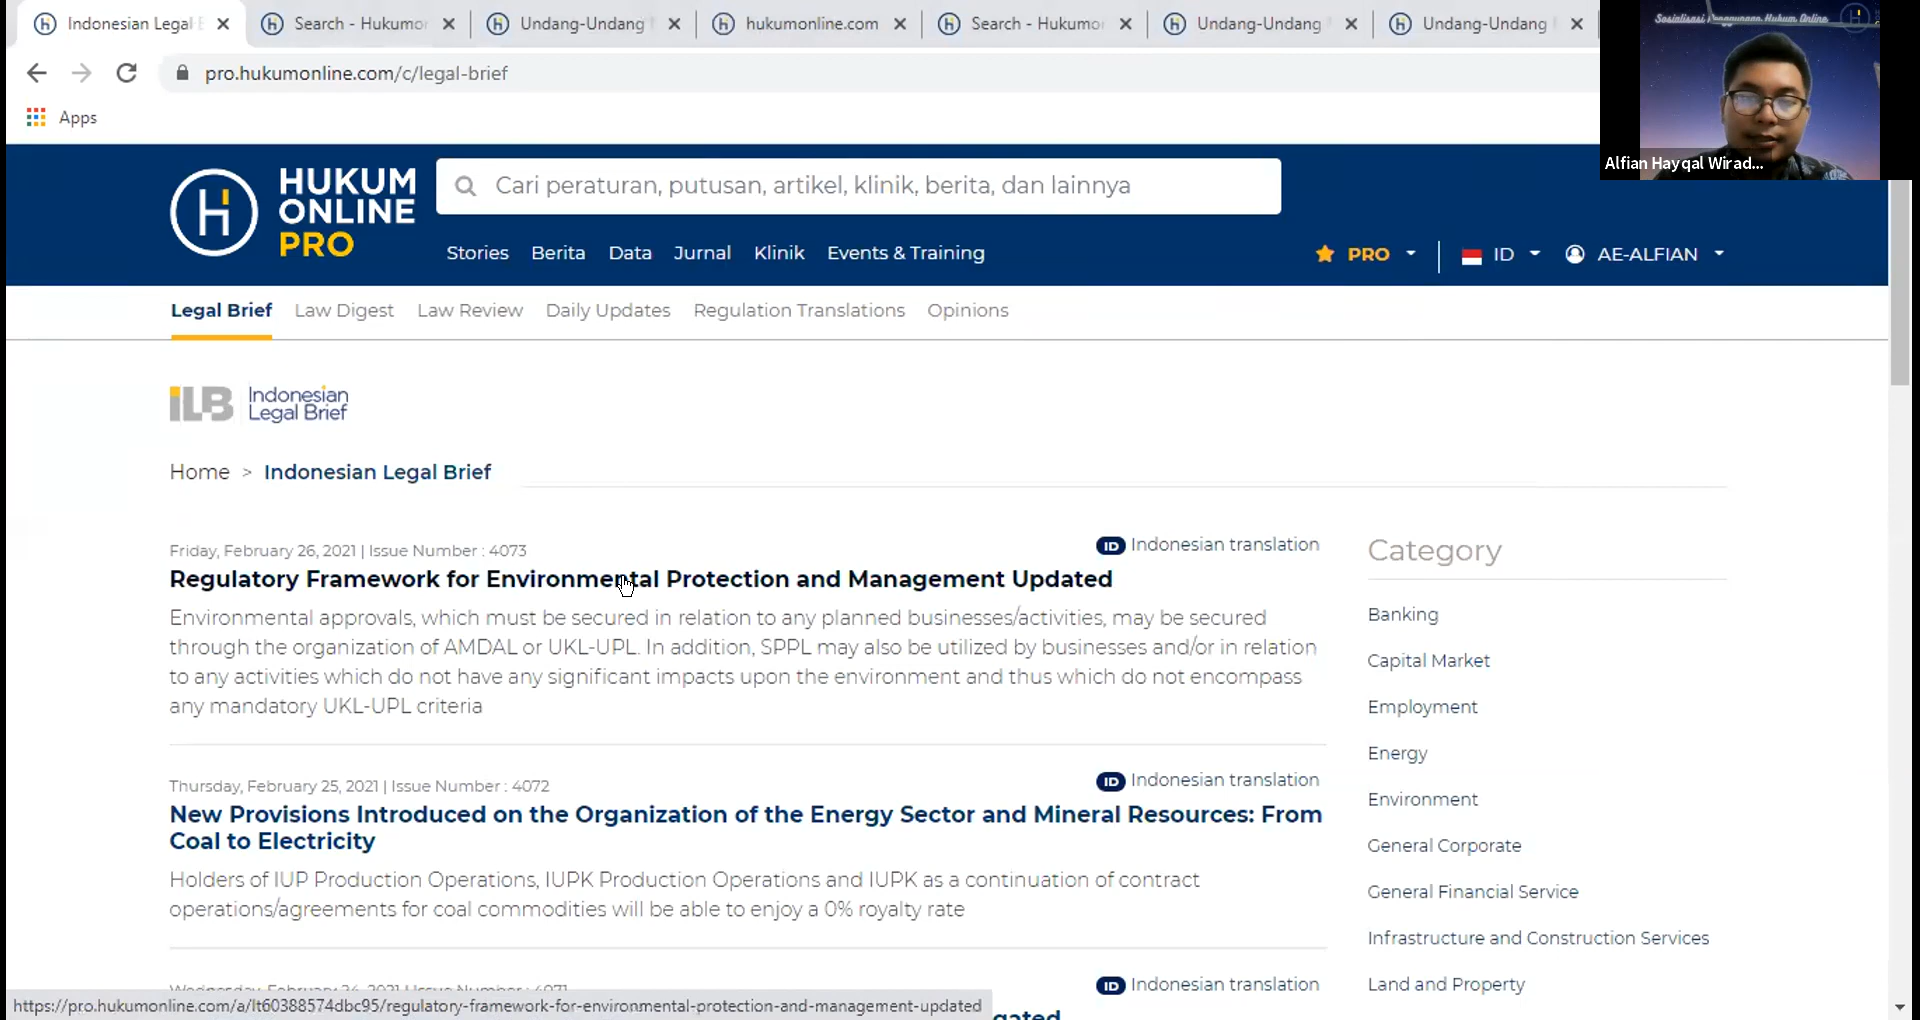 Indonesian Legal
Search - Hukumo
Undang-Undang
hukumonline.com
Search - Hukumo
Undang-Undang
Undang-Undang
pro.hukumonline.com/c/legal-brief
Apps
Sosialisasi Penggunaan Hukum Online
Alfian Hayqal Wirad...
HUKUM
ONLINE
PRO
Cari peraturan, putusan, artikel, klinik, berita, dan lainnya
Stories Berita Data Jurnal Klinik Events & Training
PRO ID AE-ALFIAN
Legal Brief Law Digest Law Review Daily Updates Regulation Translations Opinions
ILB Indonesian
Legal Brief
Home > Indonesian Legal Brief
Friday, February 26, 2021 | Issue Number : 4073
ID Indonesian translation
Regulatory Framework for Environmental Protection and Management Updated
Environmental approvals, which must be secured in relation to any planned businesses/activities, may be secured
through the organization of AMDAL or UKL-UPL. In addition, SPPL may also be utilized by businesses and/or in relation
to any activities which do not have any significant impacts upon the environment and thus which do not encompass
any mandatory UKL-UPL criteria
Thursday, February 25, 2021 | Issue Number : 4072
ID Indonesian translation
New Provisions Introduced on the Organization of the Energy Sector and Mineral Resources: From
Coal to Electricity
Holders of IUP Production Operations, IUPK Production Operations and IUPK as a continuation of contract
operations/agreements for coal commodities will be able to enjoy a 0% royalty rate
Wednesday, February 24, 2021 | Issue Number : 4071
ID Indonesian translation
Category
Banking
Capital Market
Employment
Energy
Environment
General Corporate
General Financial Service
Infrastructure and Construction Services
Land and Property
https://pro.hukumonline.com/a/lt60388574dbc95/regulatory-framework-for-environmental-protection-and-management-updated